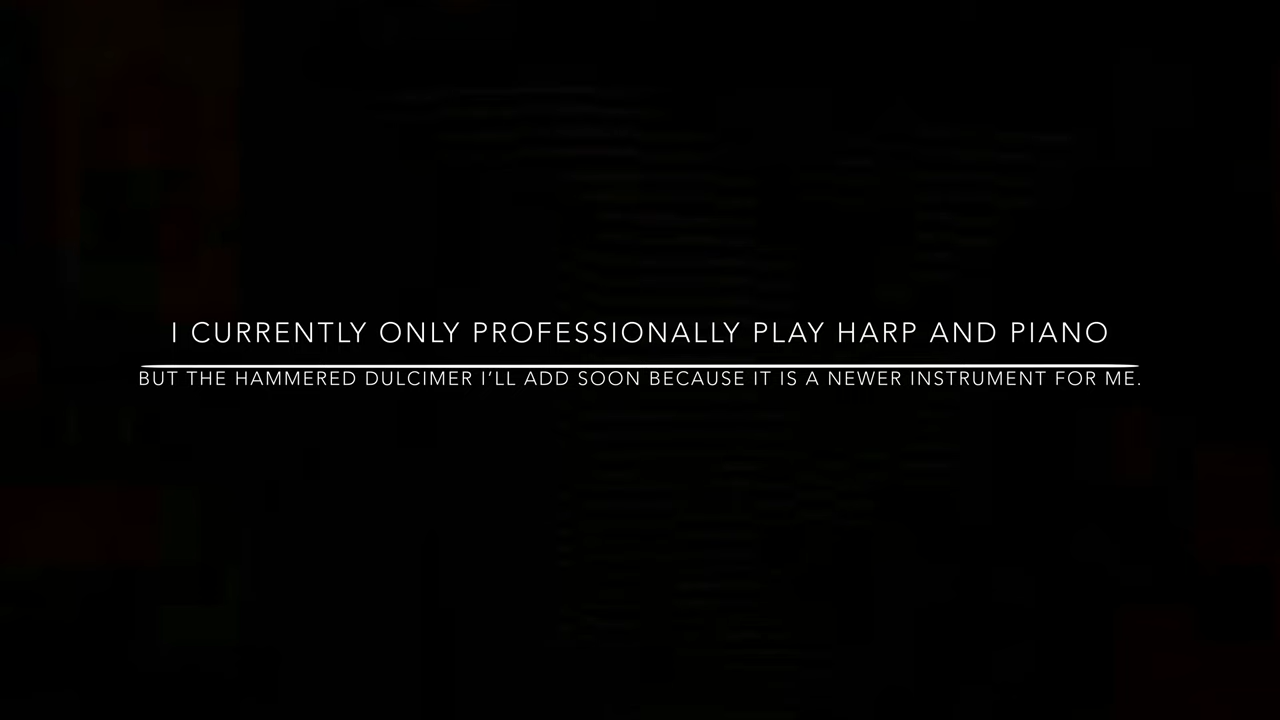 I CURRENTLY ONLY PROFESSIONALLY PLAY HARP AND PIANO
BUT THE HAMMERED DULCIMER I’LL ADD SOON BECAUSE IT IS A NEWER INSTRUMENT FOR ME.